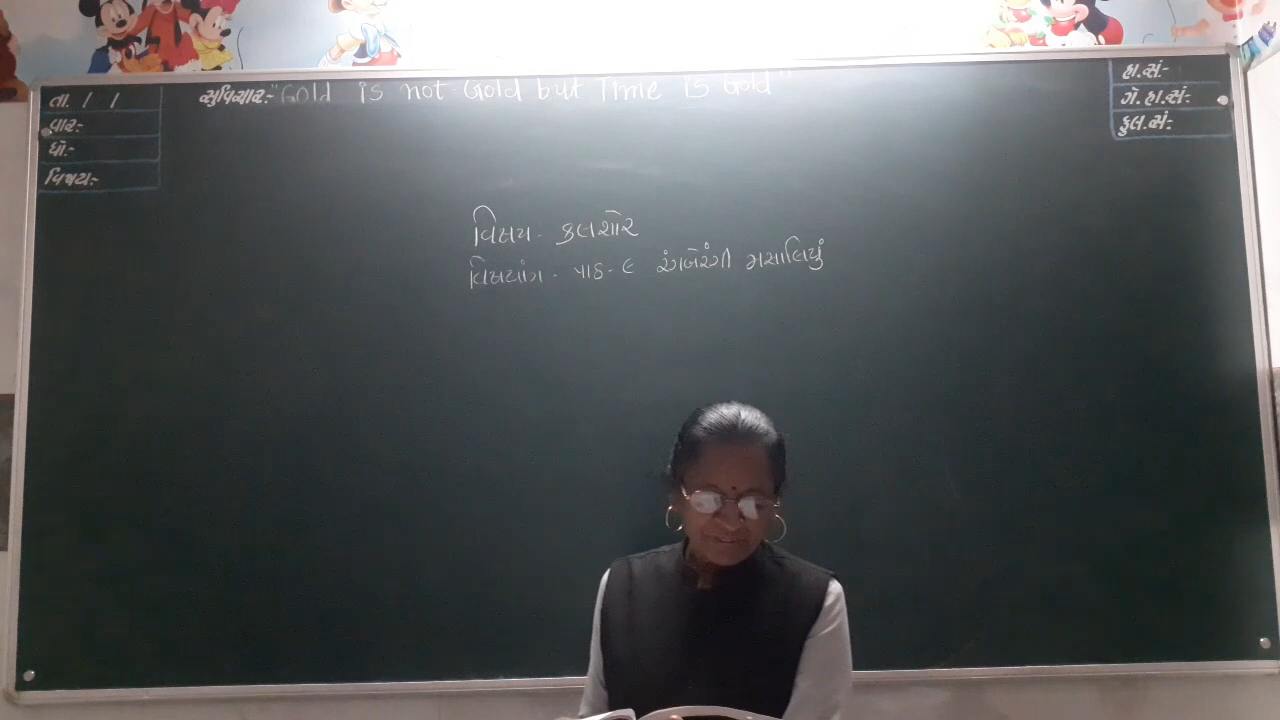 તા. / /
વાર:-
ધો:-
વિષય:-
સુવિચાર:- "Gold is not Gold but Time is Gold"
હા.સં:-
ગે.હા.સં:-
કુલ.સં:-
વિષય - કલશોર
વિષયાંગ - પાઠ - ૯ રંગબેરંગી મસાલિયું